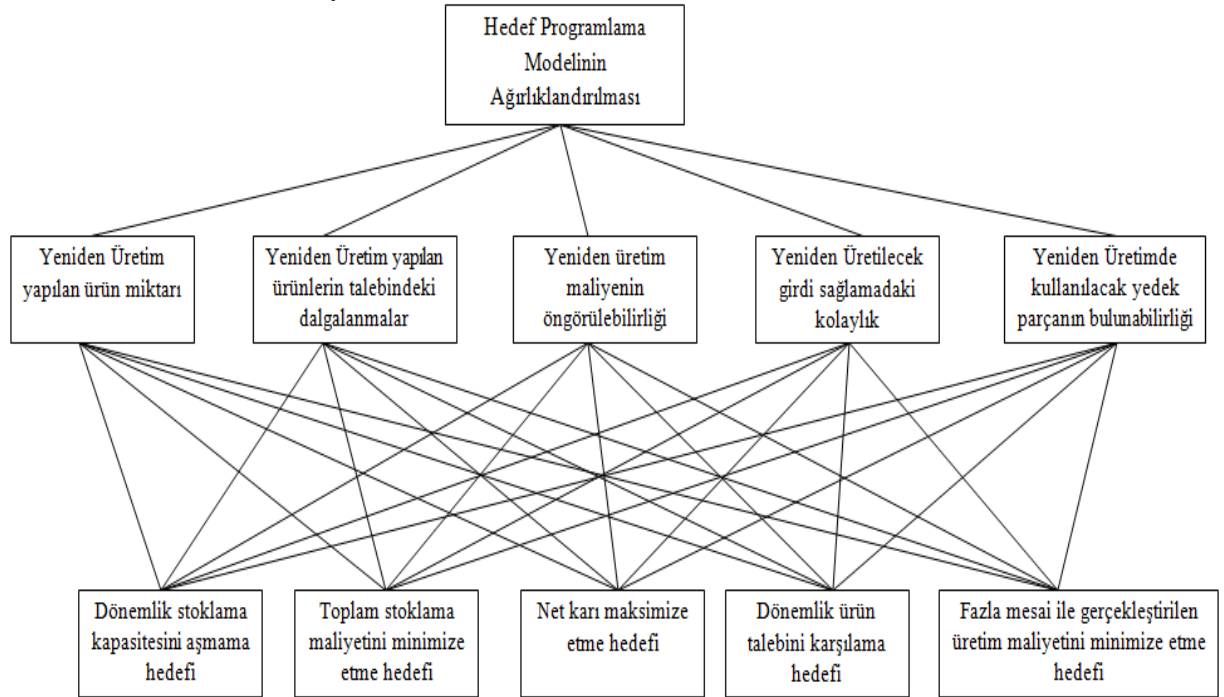 Hedef Programlama
Modelinin
Ağırlıklandırılması
Yeniden Üretim
yapılan ürün miktarı
Yeniden Üretim yapılan
ürünlerin talebindeki
dalgalanmalar
Yeniden üretim
maliyenin
öngörülebilirliği
Yeniden Üretilecek
girdi sağlamadaki
kolaylık
Yeniden Üretimde
kullanılacak yedek
parçanın bulunabilirliği
Dönemlik stoklama
kapasitesini aşmama
hedefi
Toplam stoklama
maliyetini minimize
etme hedefi
Net karı maksimize
etme hedefi
Dönemlik ürün
talebini karşılama
hedefi
Fazla mesai ile gerçekleştirilen
üretim maliyetini minimize etme
hedefi